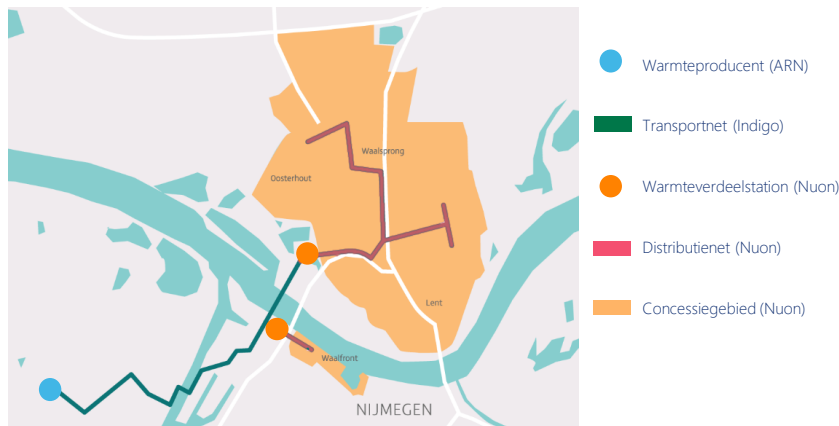 Waalsprong
Oosterhout
Lent
Waalfront
NIJMEGEN
Warmteproducent (ARN)
Transportnet (Indigo)
Warmteverdeelstation (Nuon)
Distributienet (Nuon)
Concessiegebied (Nuon)